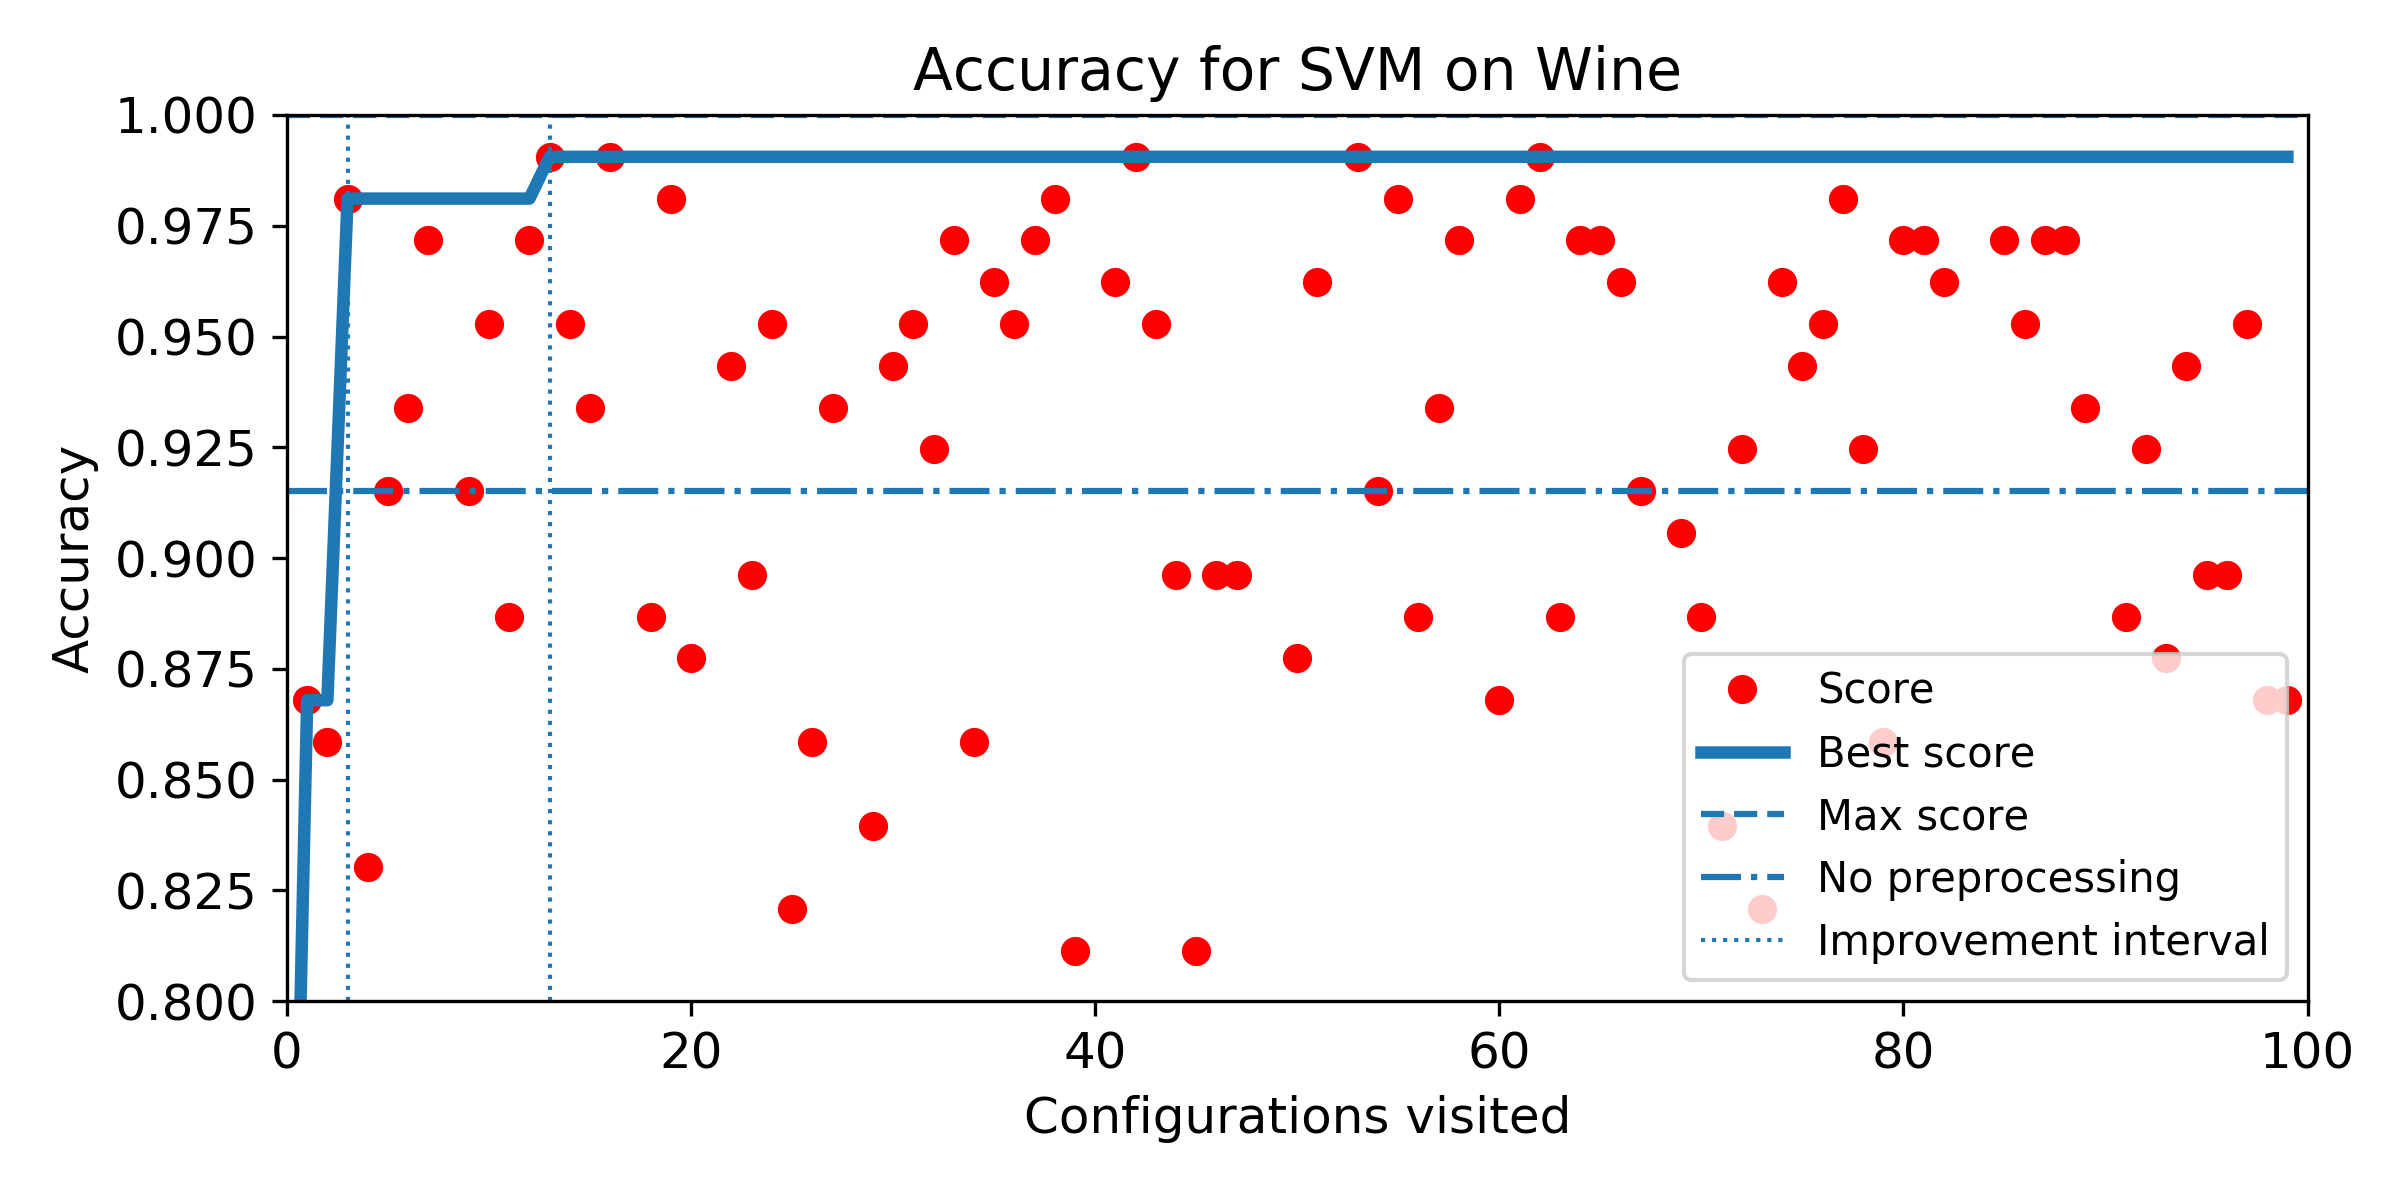 Accuracy for SVM on Wine
1.000
0.975
0.950
0.925
0.900
0.875
0.850
0.825
0.800
Accuracy
0 20 40 60 80 100
Configurations visited
Score
Best score
Max score
No preprocessing
Improvement interval